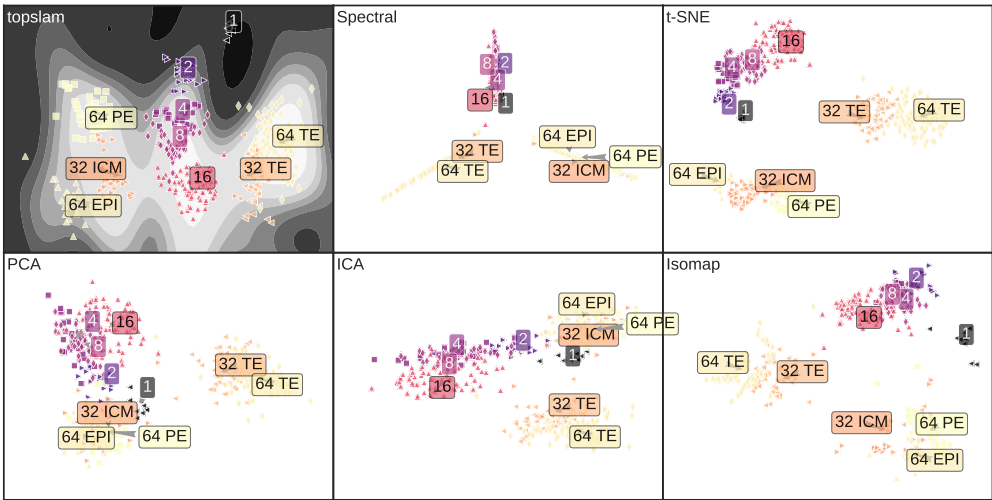 topslam
1
2
4
64 PE
8
64 TE
32 ICM
32 TE
16
64 EPI
Spectral
8
2
4
16
1
64 EPI
32 TE
64 PE
64 TE
32 ICM
t-SNE
16
8
4
2
1
32 TE
64 TE
64 EPI
32 ICM
64 PE
PCA
4
16
8
2
1
32 TE
64 TE
32 ICM
64 EPI
64 PE
ICA
64 EPI
64 PE
32 ICM
2
4
1
8
16
32 TE
64 TE
Isomap
2
8
4
16
1
64 TE
32 TE
32 ICM
64 PE
64 EPI